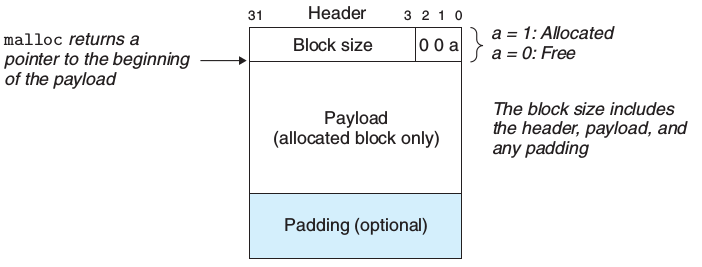 31 Header 3 2 1 0
malloc returns a
pointer to the beginning
of the payload
Block size
0 0 a
a = 1: Allocated
a = 0: Free
Payload
(allocated block only)
The block size includes
the header, payload, and
any padding
Padding (optional)